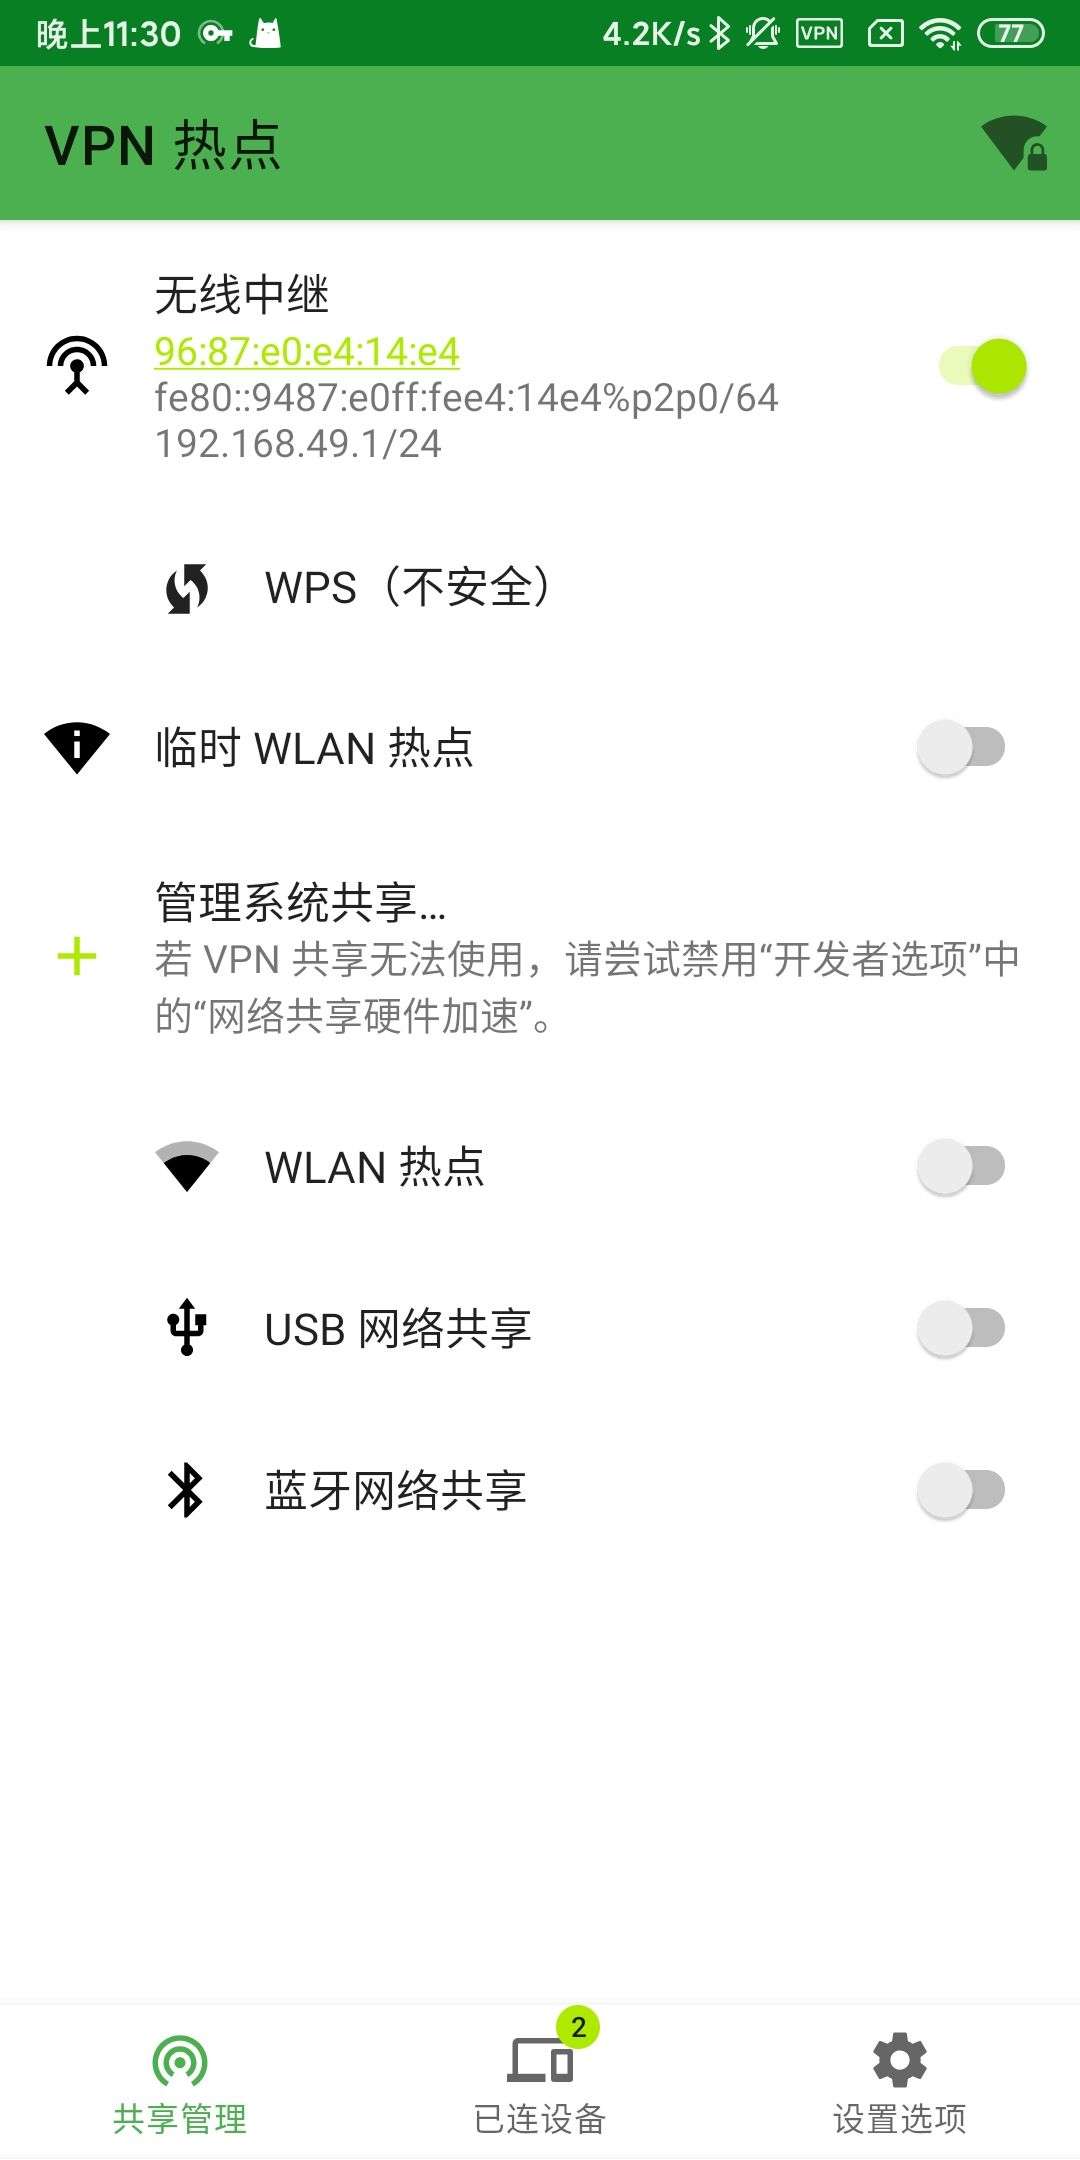 晚上11:30
4.2K/s
VPN
77
VPN 热点
无线中继
96:87:e0:e4:14:e4
fe80::9487:e0ff:fee4:14e4%p2p0/64
192.168.49.1/24
WPS（不安全）
临时 WLAN 热点
管理系统共享...
若 VPN 共享无法使用，请尝试禁用“开发者选项”中
的“网络共享硬件加速”。
WLAN 热点
USB 网络共享
蓝牙网络共享
2
共享管理
已连设备
设置选项